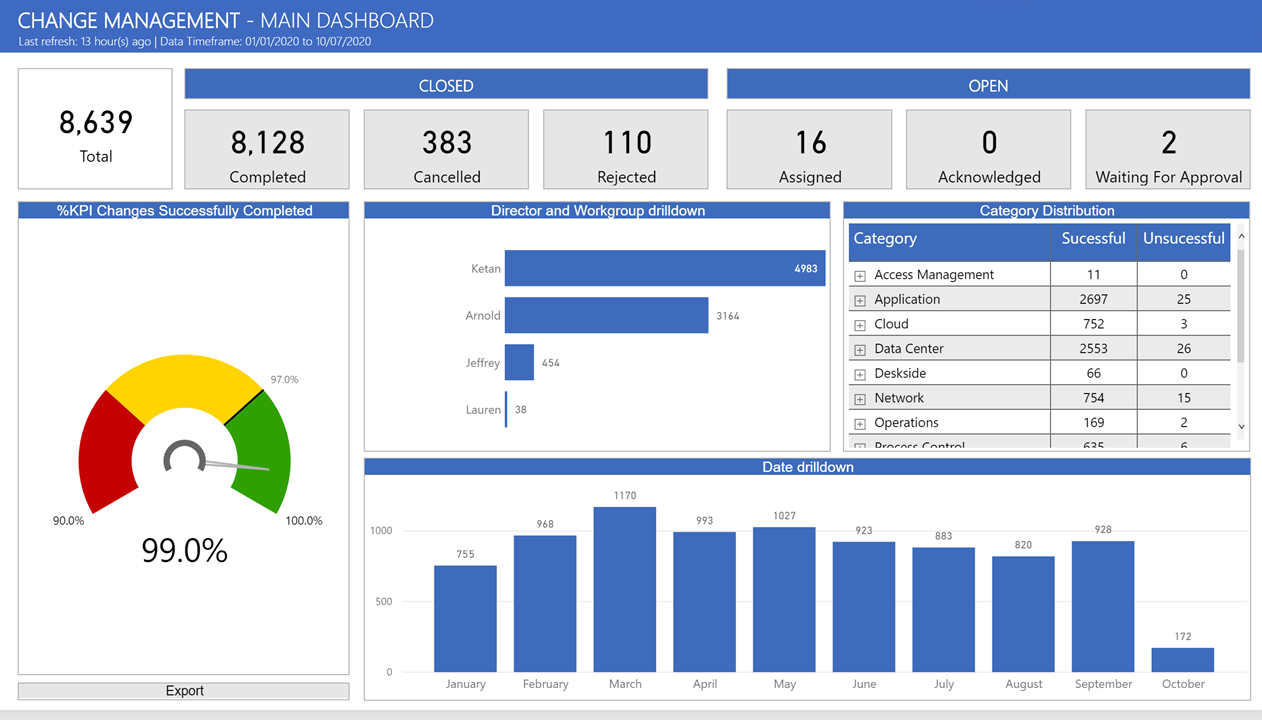 CHANGE MANAGEMENT - MAIN DASHBOARD
Last refresh: 13 hour(s) ago | Data Timeframe: 01/01/2020 to 10/07/2020
8,639
Total
CLOSED
8,128
Completed
383
Cancelled
110
Rejected
OPEN
16
Assigned
0
Acknowledged
2
Waiting For Approval
%KPI Changes Successfully Completed
97.0%
90.0%
100.0%
99.0%
Export
Director and Workgroup drilldown
Ketan 4983
Arnold 3164
Jeffrey 454
Lauren 38
Category Distribution
Category Sucessful Unsucessful
Access Management 11 0
Application 2697 25
Cloud 752 3
Data Center 2553 26
Deskside 66 0
Network 754 15
Operations 169 2
Process Control 635 6
Date drilldown
1000
500
0
755 968 1170 993 1027 923 883 820 928 172
January February March April May June July August September October